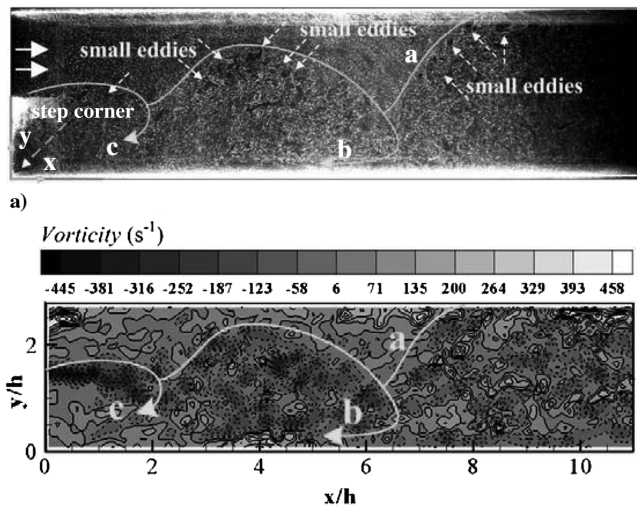 small eddies
small eddies
small eddies
a
step corner
y
x
c
b
a)
Vorticity (s⁻¹)
-445 -381 -316 -252 -187 -123 -58 6 71 135 200 264 329 393 458
y/h
2
0
a
c
b
0 2 4 6 8 10
x/h